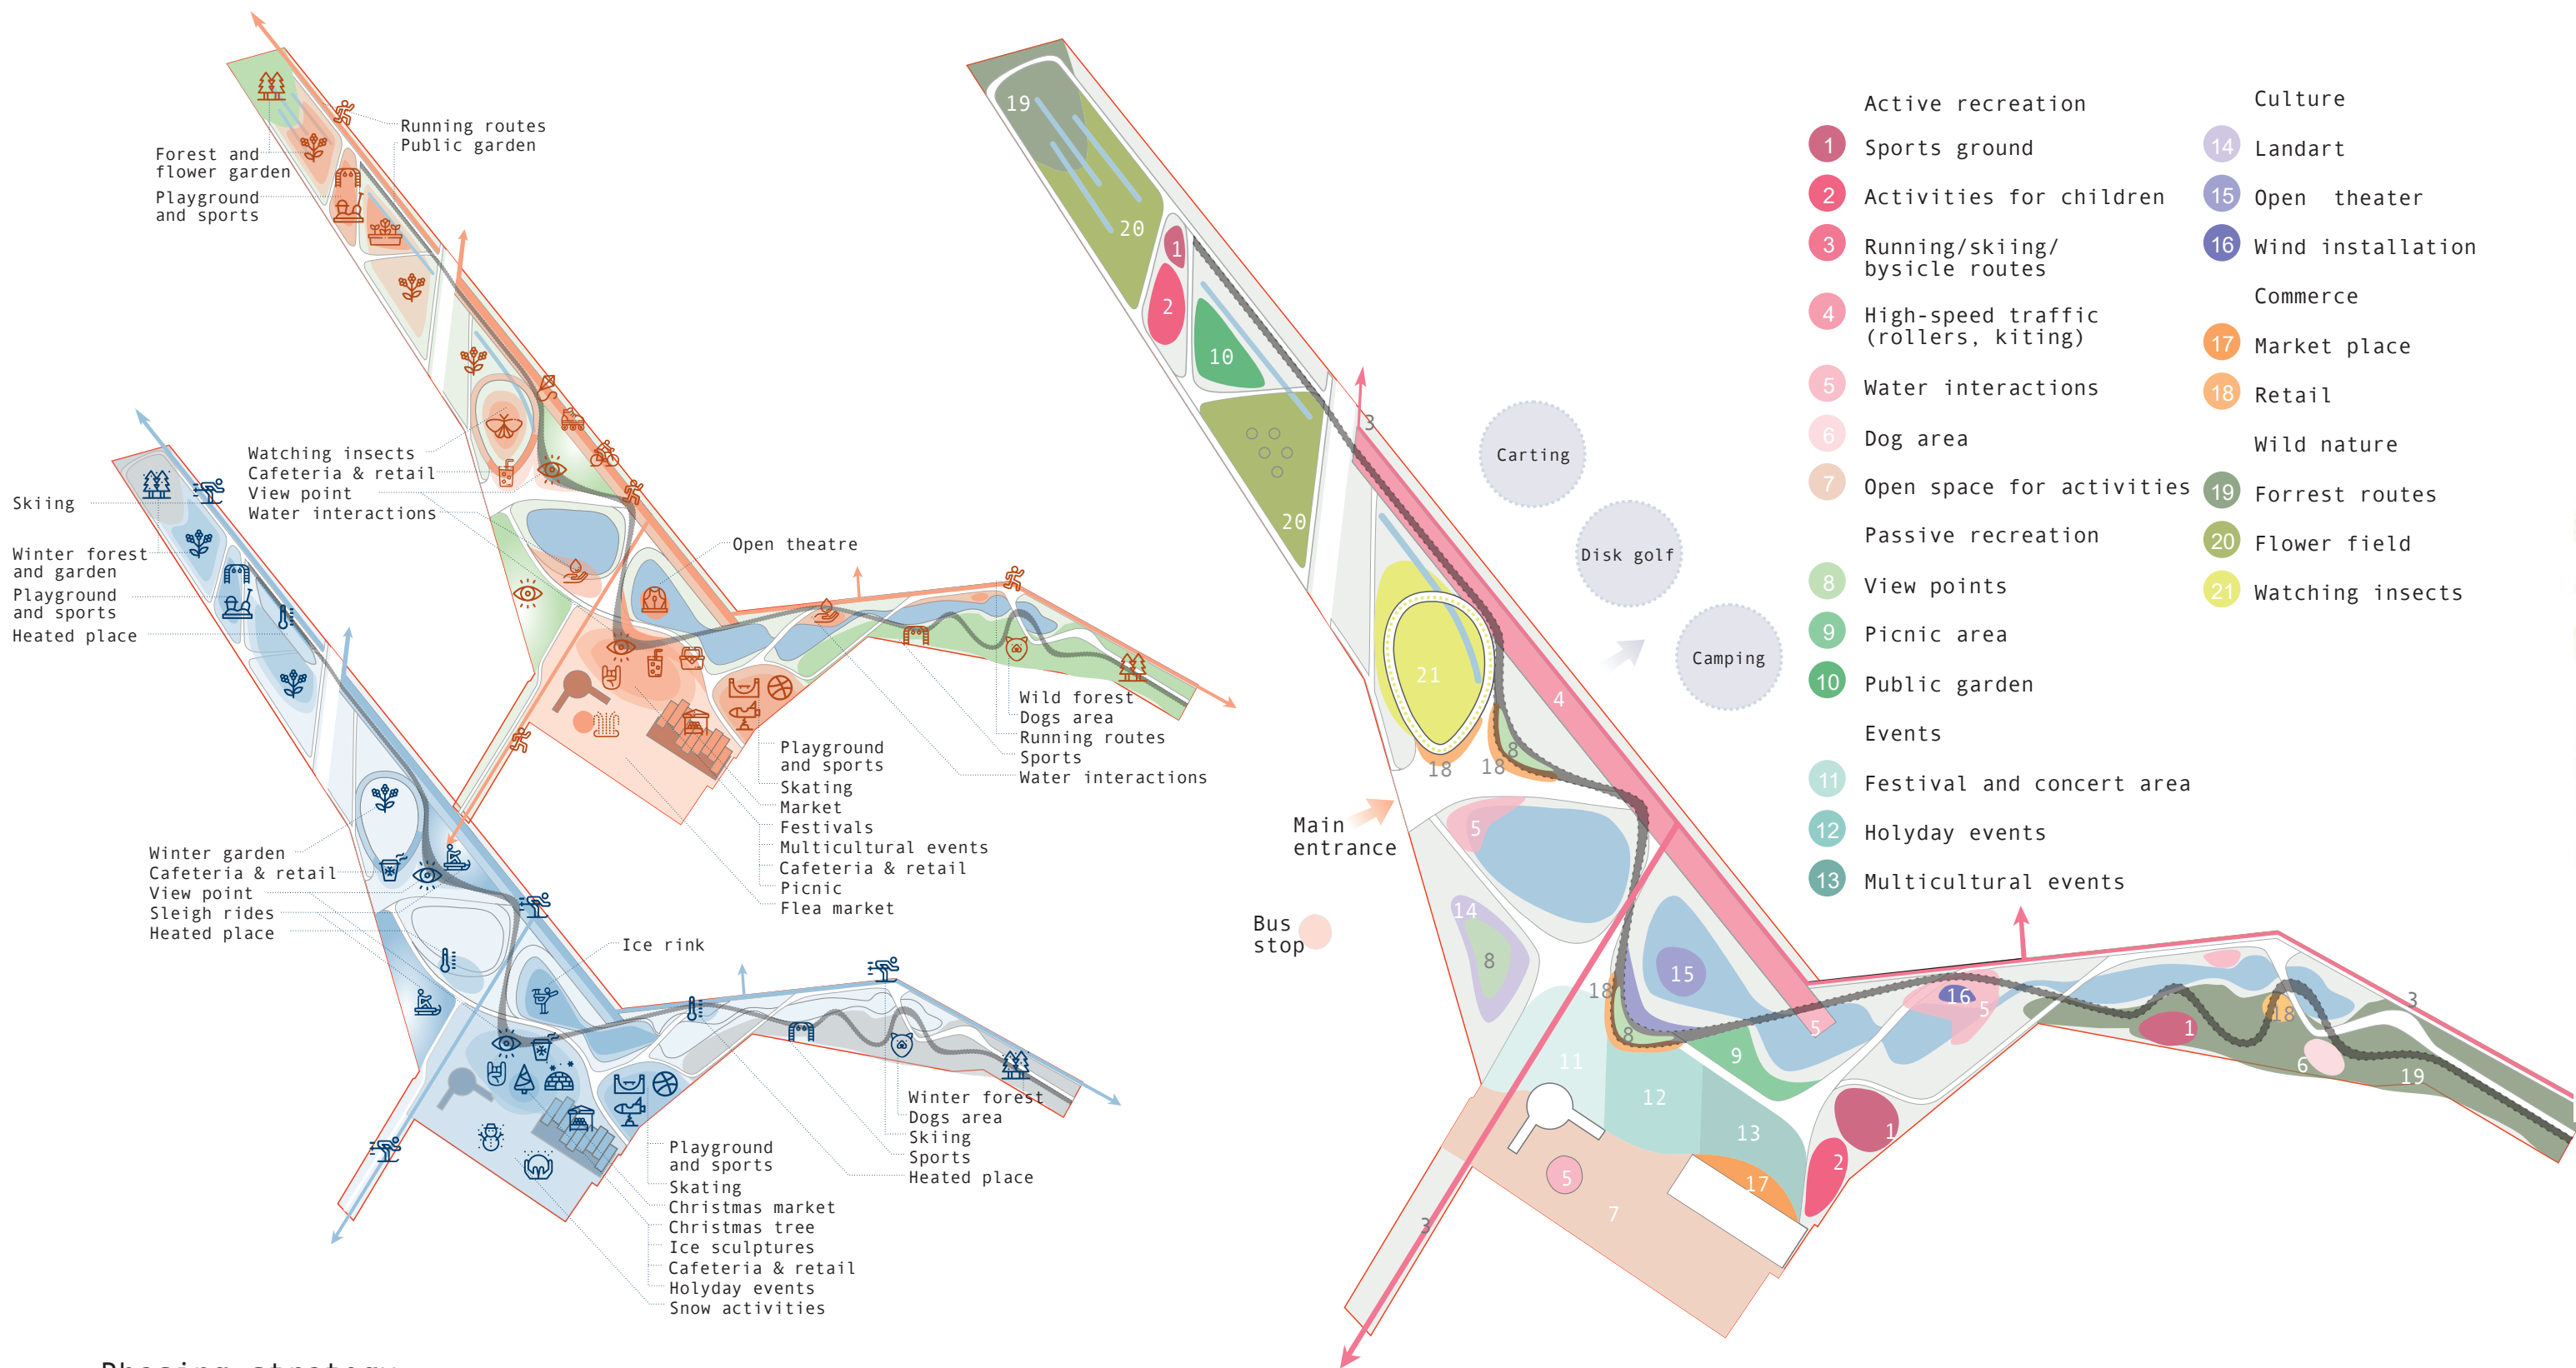 Running routes
Public garden
Forest and
flower garden
Playground
and sports
Watching insects
Cafeteria & retail
View point
Water interactions
Open theatre
Wild forest
Dogs area
Running routes
Sports
Water interactions
Playground
and sports
Skating
Market
Festivals
Multicultural events
Cafeteria & retail
Picnic
Flea market
Skiing
Winter forest
and garden
Playground
and sports
Heated place
Winter garden
Cafeteria & retail
View point
Sleigh rides
Heated place
Ice rink
Winter forest
Dogs area
Skiing
Sports
Heated place
Playground
and sports
Skating
Christmas market
Christmas tree
Ice sculptures
Cafeteria & retail
Holyday events
Snow activities
Phasing strategy
19
20
1
2
10
20
3
21
4
8
18
18
5
14
8
15
18
8
5
9
11
12
13
16
5
1
18
3
6
19
1
2
17
5
7
3
Carting
Disk golf
Camping
Main
entrance
Bus
stop
Active recreation
1 Sports ground
2 Activities for children
3 Running/skiing/
bysicle routes
4 High-speed traffic
(rollers, kiting)
5 Water interactions
6 Dog area
7 Open space for activities
Passive recreation
8 View points
9 Picnic area
10 Public garden
Events
11 Festival and concert area
12 Holyday events
13 Multicultural events
Culture
14 Landart
15 Open theater
16 Wind installation
Commerce
17 Market place
18 Retail
Wild nature
19 Forrest routes
20 Flower field
21 Watching insects